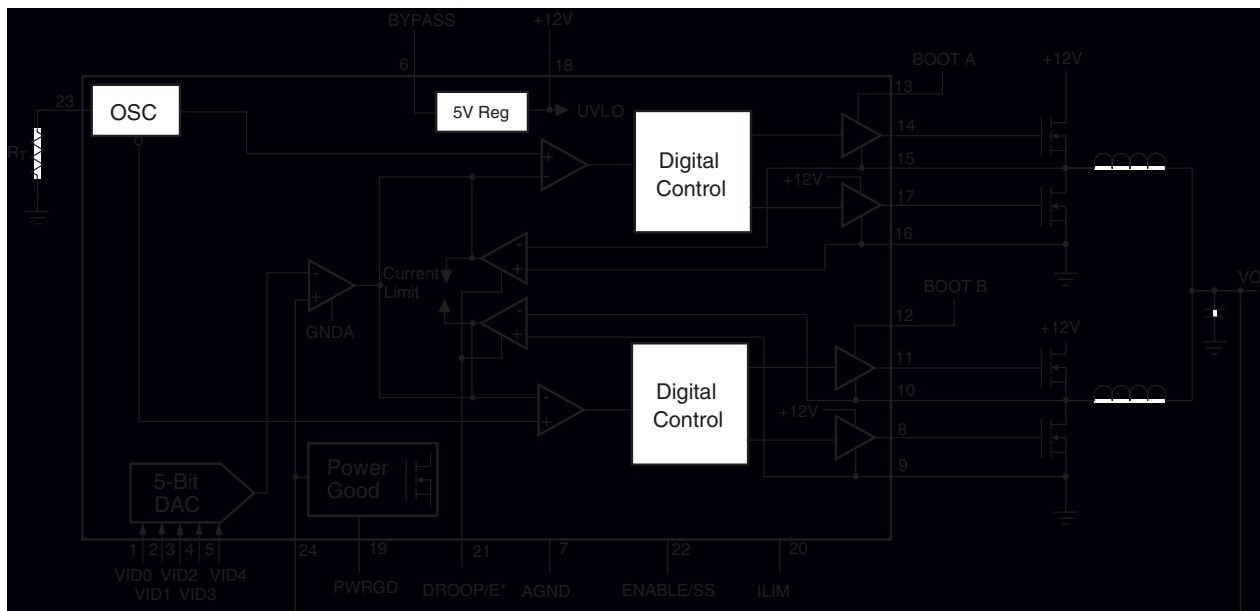 BYPASS
+12V
6
18
BOOT A
+12V
23
OSC
5V Reg
UVLO
13
RT
Digital
Control
14
15
+12V
17
16
Current
Limit
GNDA
BOOT B
VO
12
+12V
11
10
Digital
Control
+12V
8
9
5-Bit
DAC
Power
Good
1 2 3 4 5
24
19
21
7
22
20
VID0
VID2
VID4
VID1
VID3
PWRGD
DROOP/E*
AGND
ENABLE/SS
ILIM